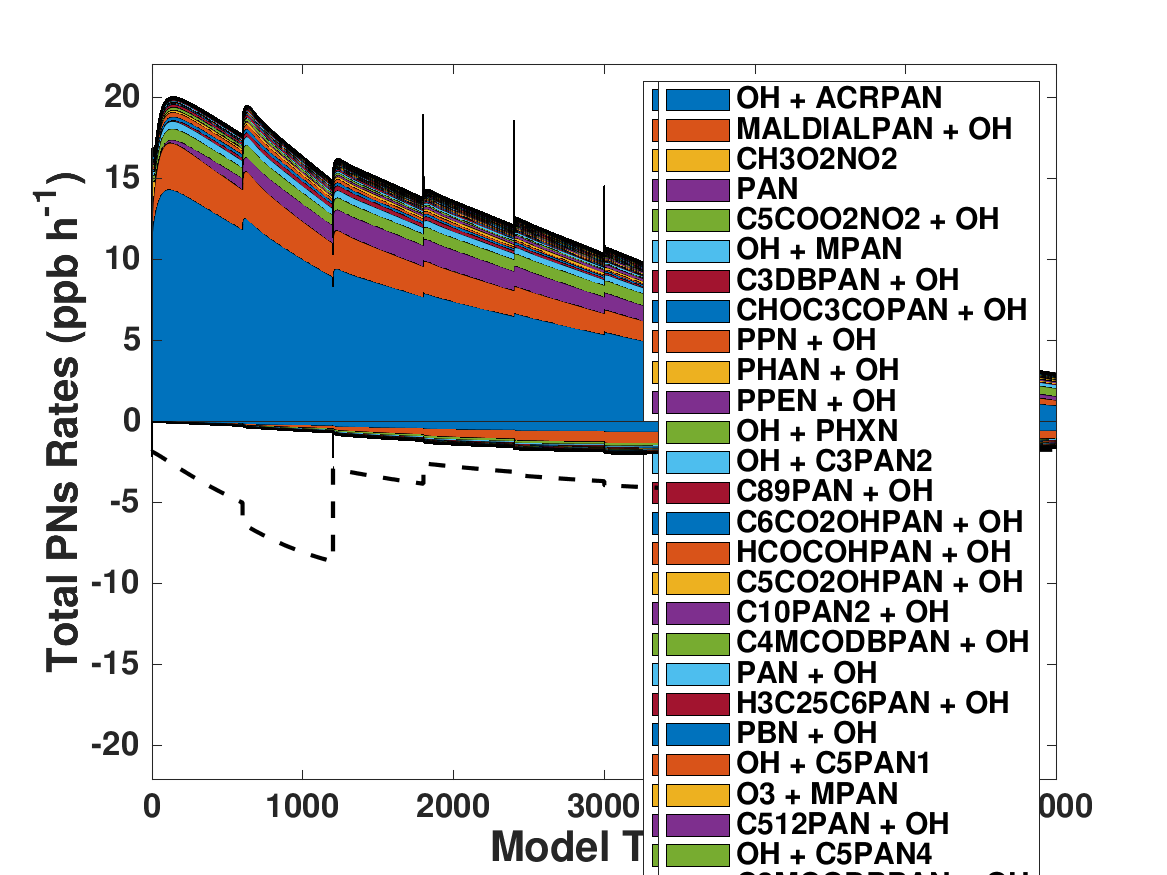 Total PNs Rates (ppb h-1)
20
15
10
5
0
-5
-10
-15
-20
0
1000
2000
3000
000
Model T
OH + ACRPAN
MALDIALPAN + OH
CH3O2NO2
PAN
C5COO2NO2 + OH
OH + MPAN
C3DBPAN + OH
CHOC3COPAN + OH
PPN + OH
PHAN + OH
PPEN + OH
OH + PHXN
OH + C3PAN2
C89PAN + OH
C6CO2OHPAN + OH
HCOCOHPAN + OH
C5CO2OHPAN + OH
C10PAN2 + OH
C4MCODBPAN + OH
PAN + OH
H3C25C6PAN + OH
PBN + OH
OH + C5PAN1
O3 + MPAN
C512PAN + OH
OH + C5PAN4